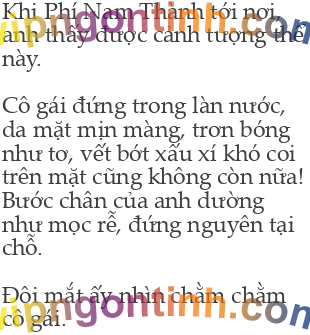 Khi Phí Nam Thành tới nơi,
anh thấy được cảnh tượng thế
này.
Cô gái đứng trong làn nước,
da mặt mịn màng, trơn bóng
như tơ, vết bớt xấu xí khó coi
trên mặt cũng không còn nữa!
Bước chân của anh dường
như mọc rễ, đứng nguyên tại
chỗ.
Đôi mắt ấy nhìn chằm chằm
cô gái.
vipngontinh.com
vipngontinh.com